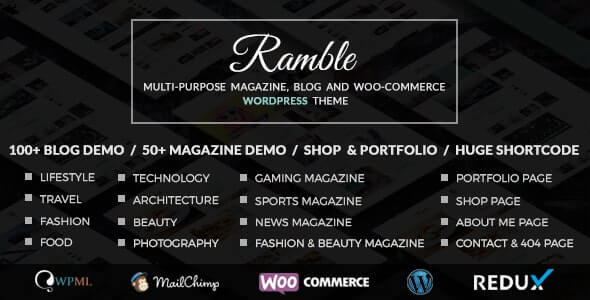 Ramble
MULTI-PURPOSE MAGAZINE, BLOG AND WOO-COMMERCE
WORDPRESS THEME
100+ BLOG DEMO / 50+ MAGAZINE DEMO / SHOP & PORTFOLIO / HUGE SHORTCODE
LIFESTYLE TECHNOLOGY GAMING MAGAZINE PORTFOLIO PAGE
TRAVEL ARCHITECTURE SPORTS MAGAZINE SHOP PAGE
FASHION BEAUTY NEWS MAGAZINE ABOUT ME PAGE
FOOD PHOTOGRAPHY FASHION & BEAUTY MAGAZINE CONTACT & 404 PAGE
WPML MailChimp WOO COMMERCE W REDUX